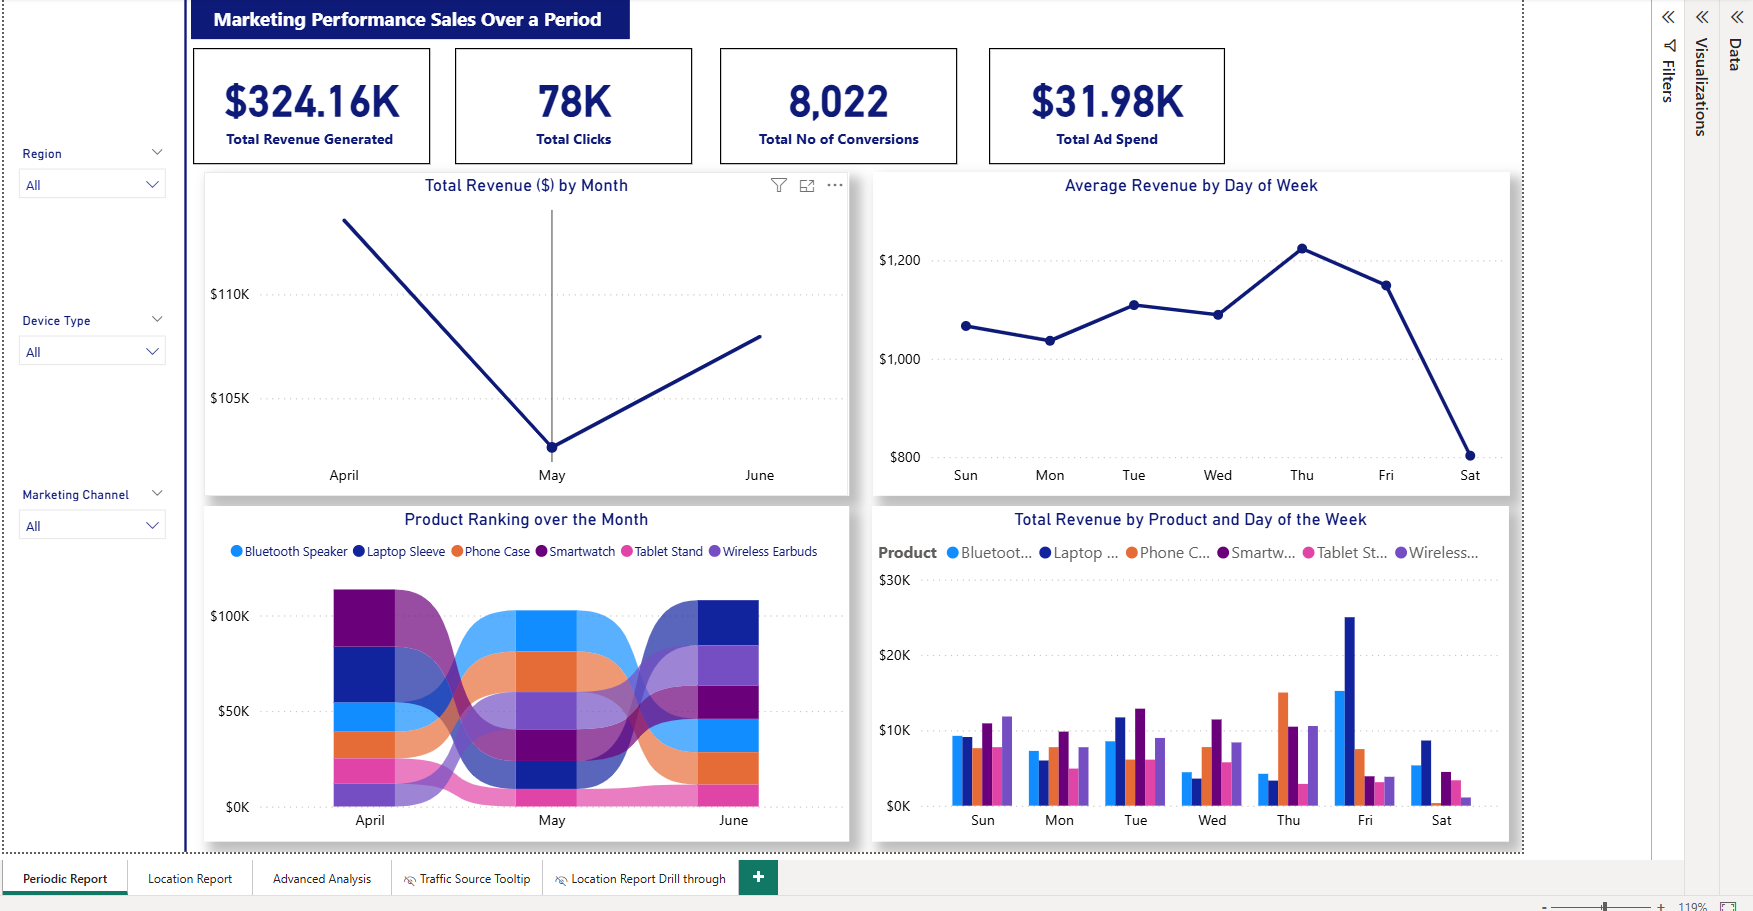 Marketing Performance Sales Over a Period
$324.16K
Total Revenue Generated
78K
Total Clicks
8,022
Total No of Conversions
$31.98K
Total Ad Spend
Filters
Visualizations
Data
Region
All
Device Type
All
Marketing Channel
All
Total Revenue ($) by Month
$110K
$105K
April May June
Average Revenue by Day of Week
$1,200
$1,000
$800
Sun Mon Tue Wed Thu Fri Sat
Product Ranking over the Month
Bluetooth Speaker Laptop Sleeve Phone Case Smartwatch Tablet Stand Wireless Earbuds
$100K
$50K
$0K
April May June
Total Revenue by Product and Day of the Week
Product Bluetoot... Laptop ... Phone C... Smartw... Tablet St... Wireless...
$30K
$20K
$10K
$0K
Sun Mon Tue Wed Thu Fri Sat
Periodic Report Location Report Advanced Analysis Traffic Source Tooltip Location Report Drill through +
- + 119%